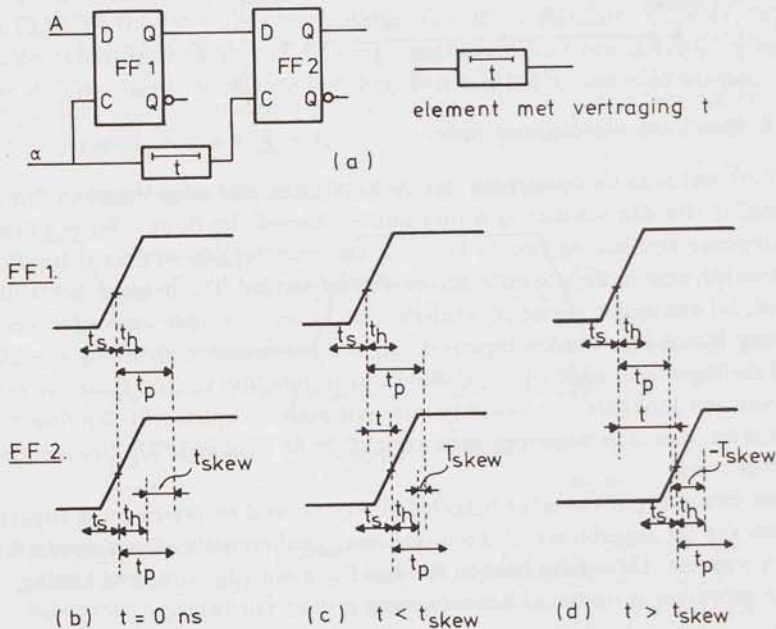 A
D Q
FF 1
C Q
D Q
FF 2
C Q
α
t
t
element met vertraging t
(a)
FF 1.
ts th
tp
ts th
tp
ts th
tp
t
FF 2.
tskew
ts th
tp
t
Tskew
ts th
tp
-Tskew
ts th
tp
(b) t = 0 ns
(c) t < tskew
(d) t > tskew